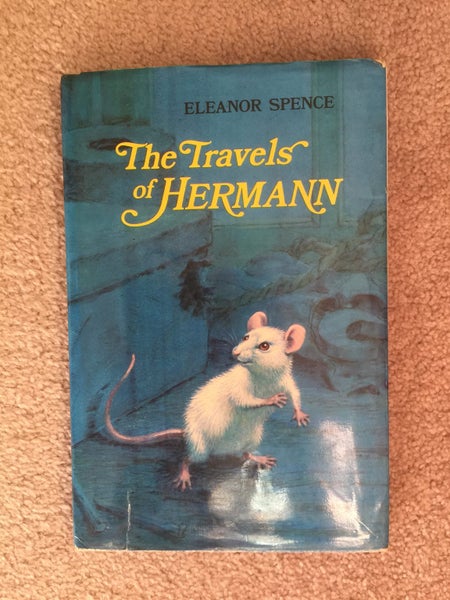 ELEANOR SPENCE
The Travels
of HERMANN